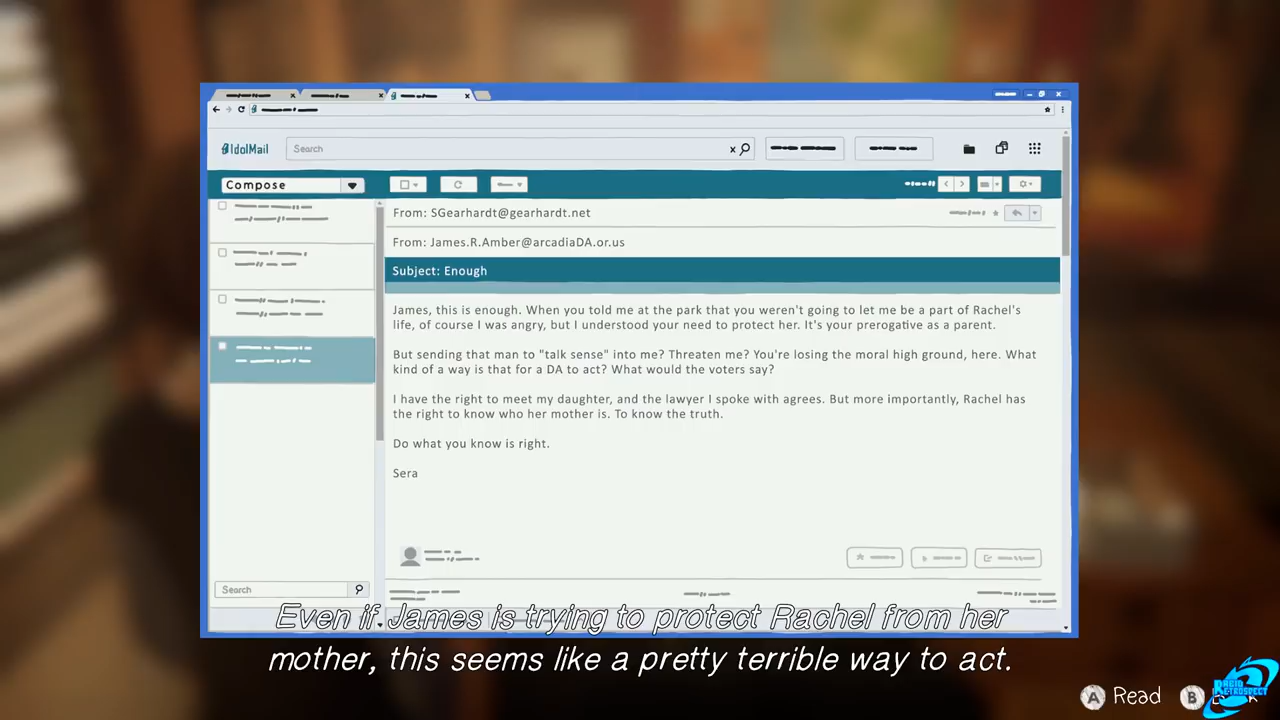 IdolMail
Search
x
Compose
From: SGearhardt@gearhardt.net
From: James.R.Amber@arcadiaDA.or.us
Subject: Enough
James, this is enough. When you told me at the park that you weren't going to let me be a part of Rachel's
life, of course I was angry, but I understood your need to protect her. It's your prerogative as a parent.
But sending that man to "talk sense" into me? Threaten me? You're losing the moral high ground, here. What
kind of a way is that for a DA to act? What would the voters say?
I have the right to meet my daughter, and the lawyer I spoke with agrees. But more importantly, Rachel has
the right to know who her mother is. To know the truth.
Do what you know is right.
Sera
Search
Even if James is trying to protect Rachel from her
mother, this seems like a pretty terrible way to act.
A Read B
RETROSPECT